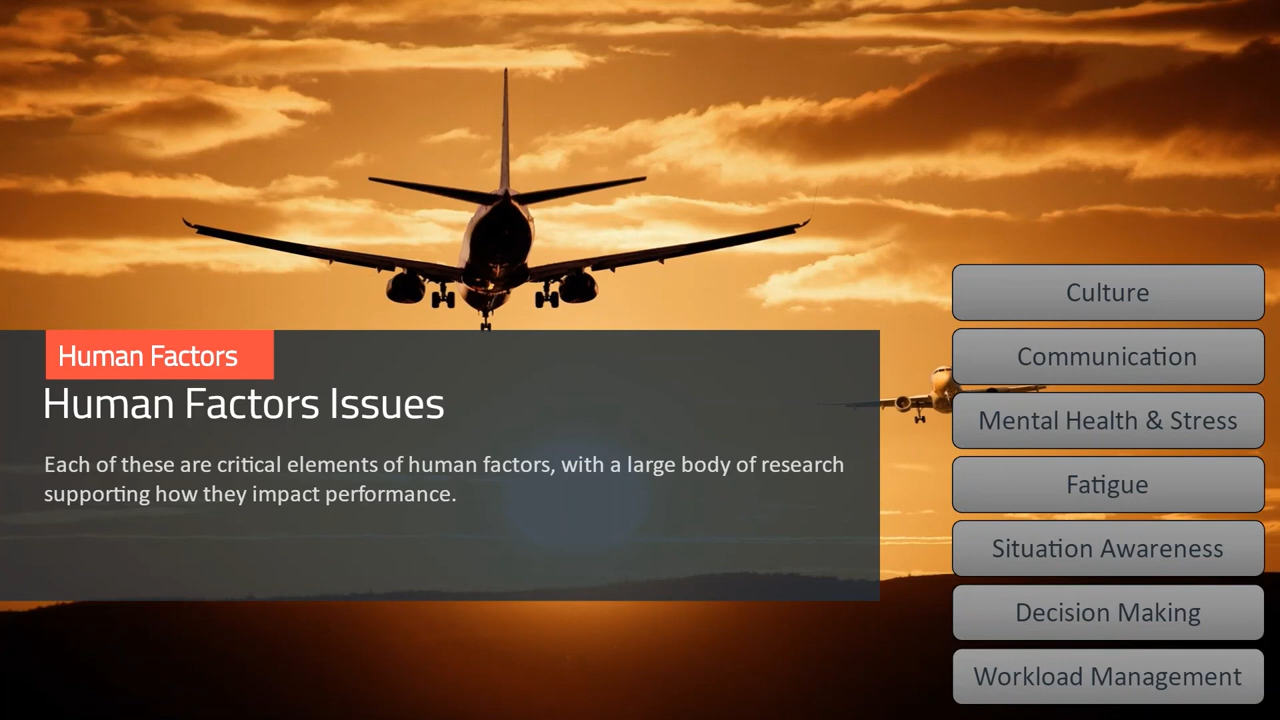 Human Factors
Human Factors Issues
Each of these are critical elements of human factors, with a large body of research
supporting how they impact performance.
Culture
Communication
Mental Health & Stress
Fatigue
Situation Awareness
Decision Making
Workload Management